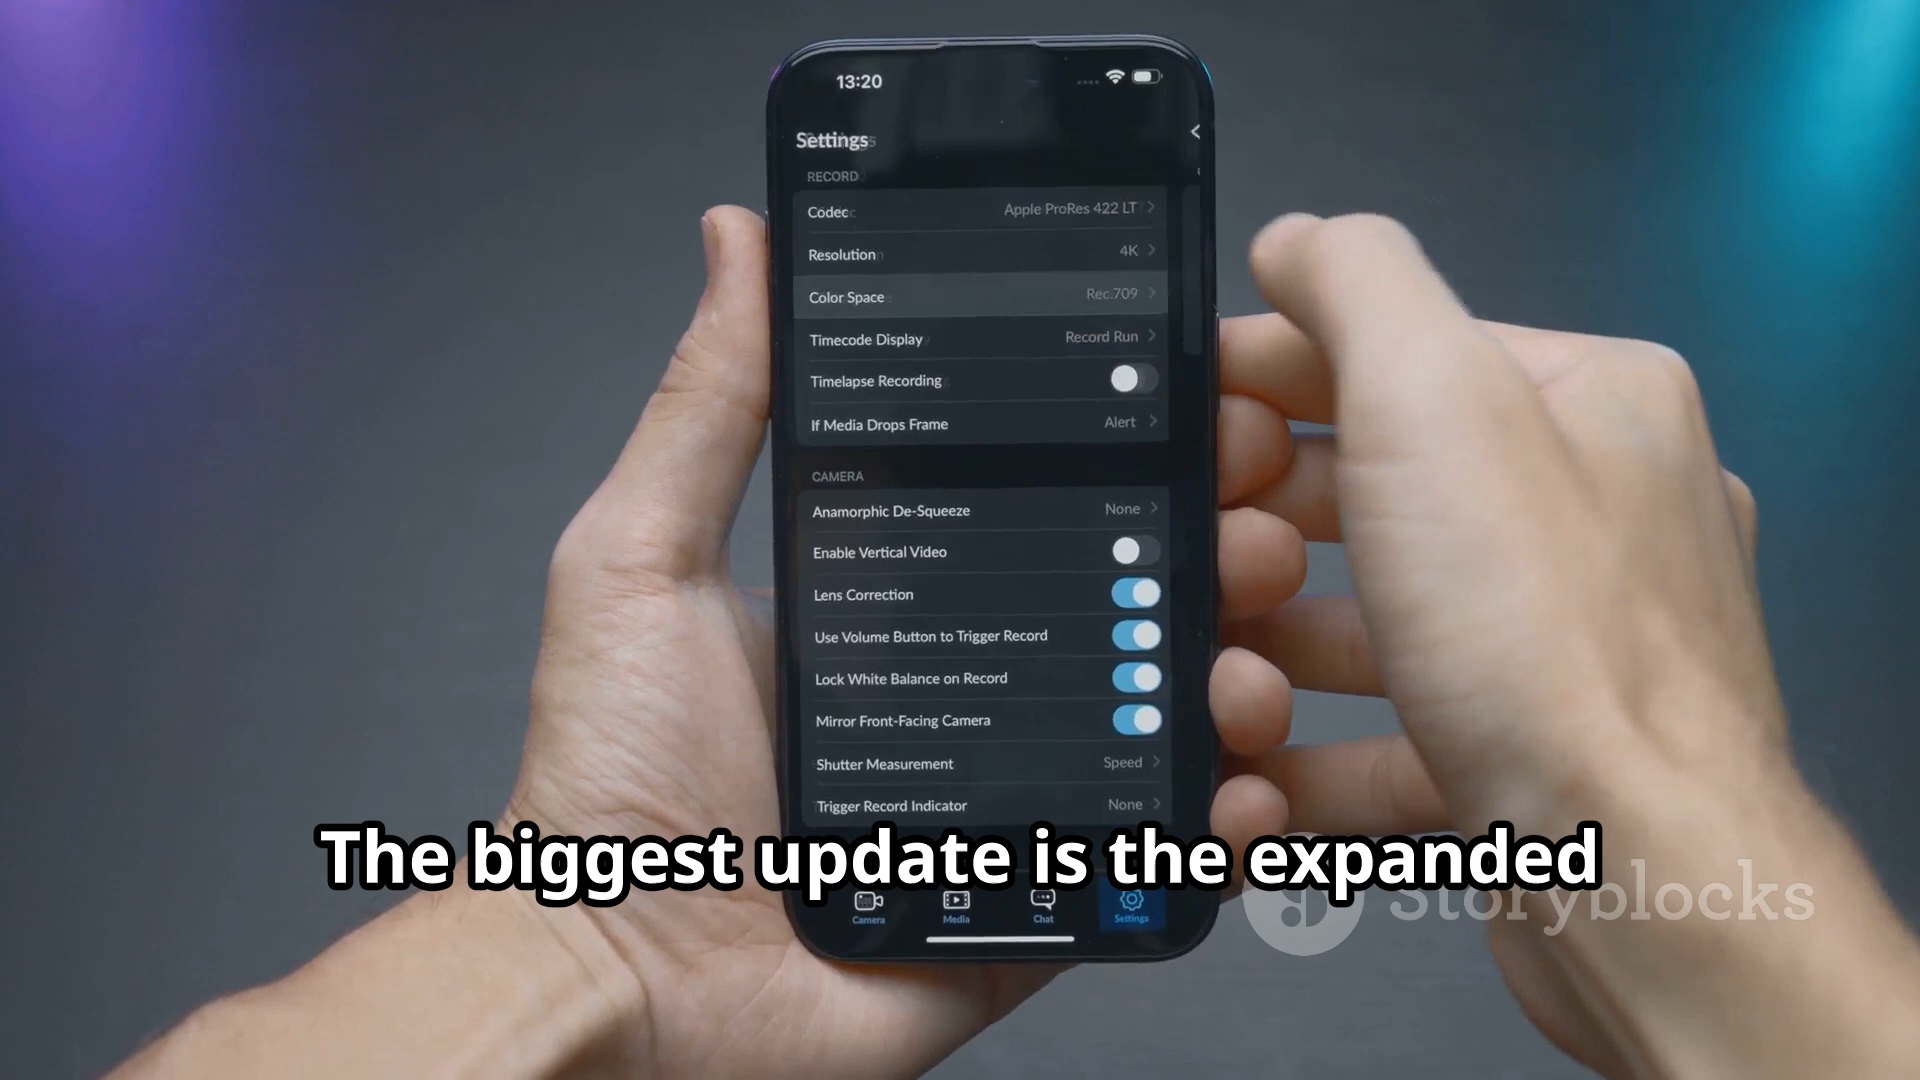 13:20
Settings
RECORD
Codec Apple ProRes 422 LT
Resolution 4K
Color Space Rec.709
Timecode Display Record Run
Timelapse Recording
If Media Drops Frame Alert
CAMERA
Anamorphic De-Squeeze None
Enable Vertical Video
Lens Correction
Use Volume Button to Trigger Record
Lock White Balance on Record
Mirror Front-Facing Camera
Shutter Measurement Speed
Trigger Record Indicator None
The biggest update is the expanded
Storyblocks
Camera Media Chat Settings